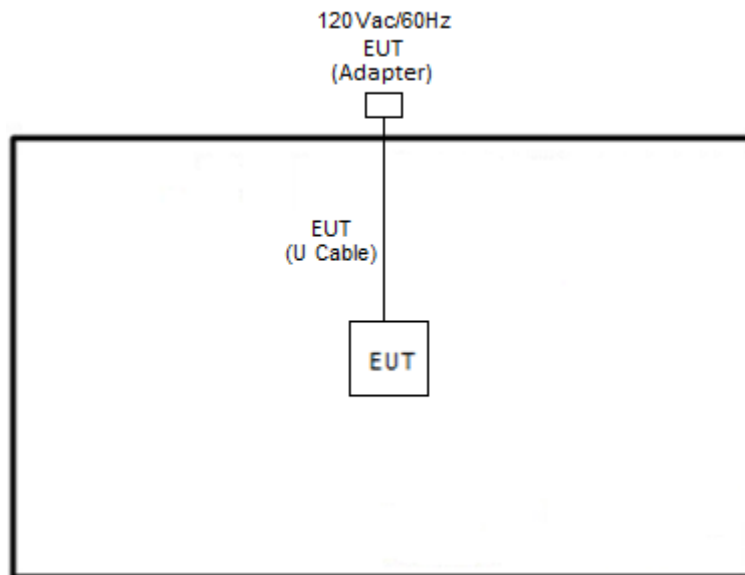 120Vac/60Hz
EUT
(Adapter)
EUT
(U Cable)
EUT